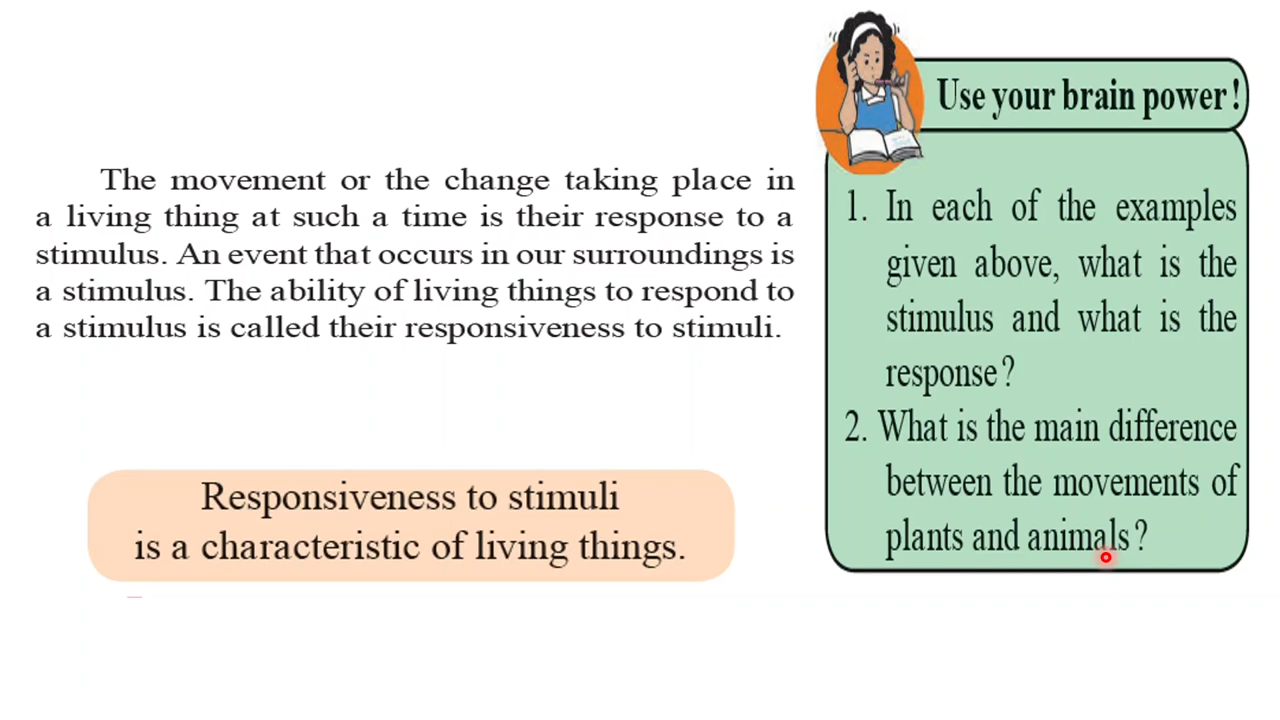 The movement or the change taking place in
a living thing at such a time is their response to a
stimulus. An event that occurs in our surroundings is
a stimulus. The ability of living things to respond to
a stimulus is called their responsiveness to stimuli.
Responsiveness to stimuli
is a characteristic of living things.
Use your brain power!
1. In each of the examples
given above, what is the
stimulus and what is the
response?
2. What is the main difference
between the movements of
plants and animals?